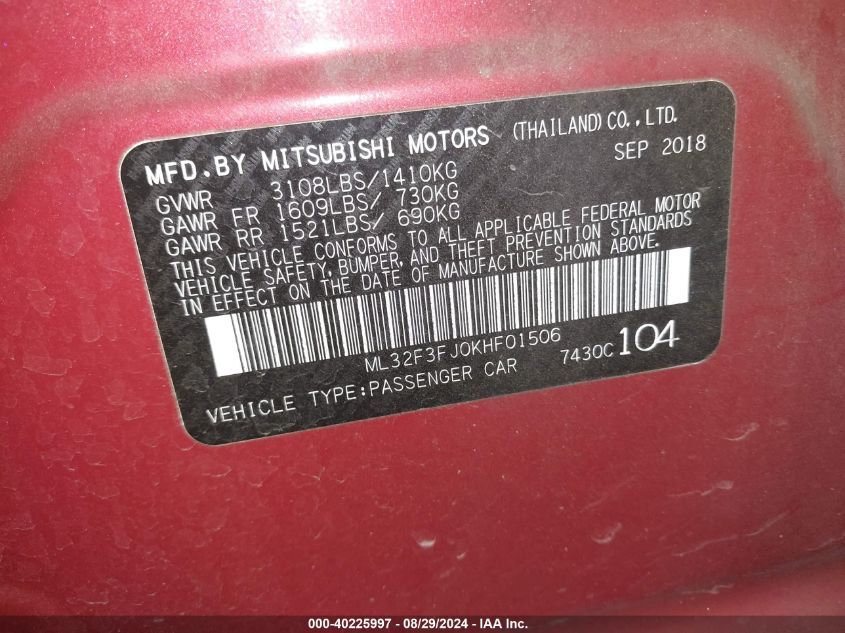 MFD.BY MITSUBISHI MOTORS (THAILAND) CO.,LTD.
SEP 2018
GVWR 3108LBS/1410KG
GAWR FR 1609LBS/ 730KG
GAWR RR 1521LBS/ 690KG
THIS VEHICLE CONFORMS TO ALL APPLICABLE FEDERAL MOTOR
VEHICLE SAFETY, BUMPER, AND THEFT PREVENTION STANDARDS
IN EFFECT ON THE DATE OF MANUFACTURE SHOWN ABOVE.
ML32F3FJ0KHF01506
7430C 104
VEHICLE TYPE:PASSENGER CAR
000-40225997 - 08/29/2024 - IAA Inc.